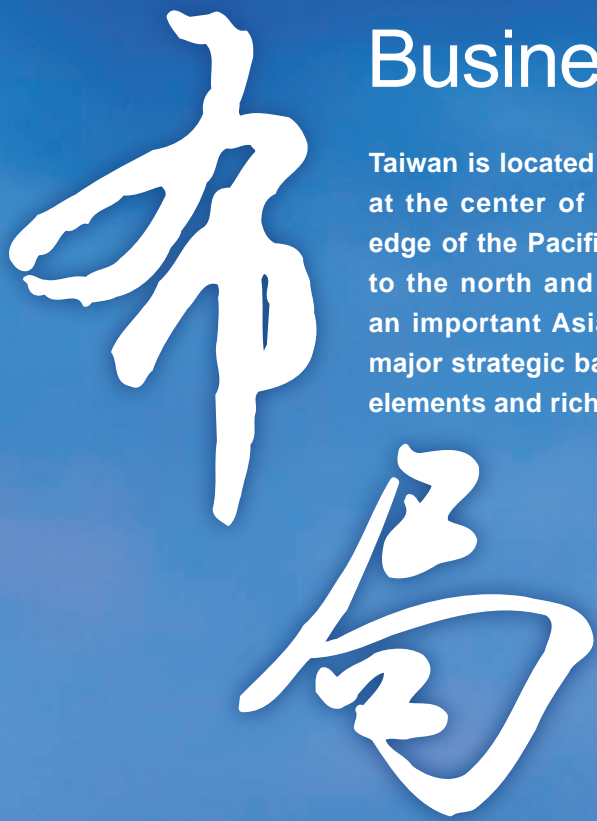 布局
Busine
Taiwan is located
at the center of
edge of the Pacifi
to the north and
an important Asia
major strategic ba
elements and rich